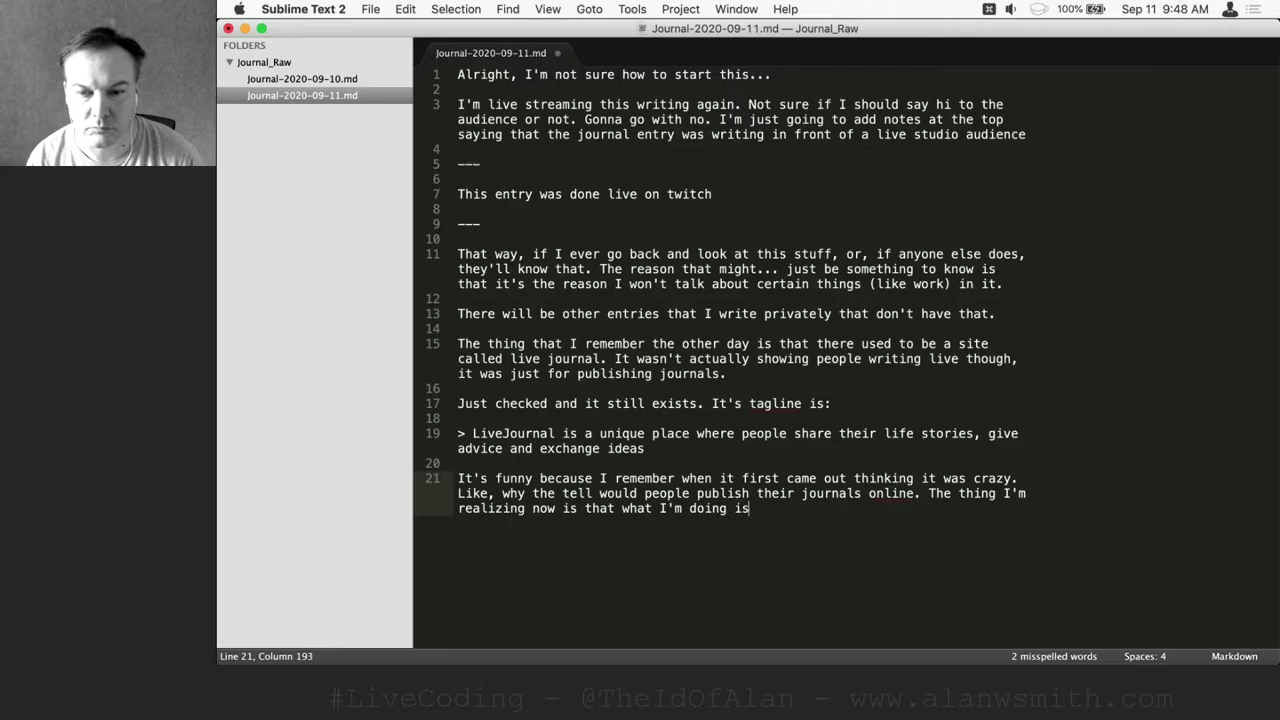 Sublime Text 2 File Edit Selection Find View Goto Tools Project Window Help 100% Sep 11 9:48 AM
Journal-2020-09-11.md — Journal_Raw
FOLDERS
Journal_Raw
Journal-2020-09-10.md
Journal-2020-09-11.md
Journal-2020-09-11.md
1 Alright, I'm not sure how to start this...
2
3 I'm live streaming this writing again. Not sure if I should say hi to the
audience or not. Gonna go with no. I'm just going to add notes at the top
saying that the journal entry was writing in front of a live studio audience
4
5 ---
6
7 This entry was done live on twitch
8
9 ---
10
11 That way, if I ever go back and look at this stuff, or, if anyone else does,
they'll know that. The reason that might... just be something to know is
that it's the reason I won't talk about certain things (like work) in it.
12
13 There will be other entries that I write privately that don't have that.
14
15 The thing that I remember the other day is that there used to be a site
called live journal. It wasn't actually showing people writing live though,
it was just for publishing journals.
16
17 Just checked and it still exists. It's tagline is:
18
19 > LiveJournal is a unique place where people share their life stories, give
advice and exchange ideas
20
21 It's funny because I remember when it first came out thinking it was crazy.
Like, why the tell would people publish their journals online. The thing I'm
realizing now is that what I'm doing is
Line 21, Column 193 2 misspelled words Spaces: 4 Markdown
#LiveCoding - @TheIdOfAlan - www.alanwsmith.com